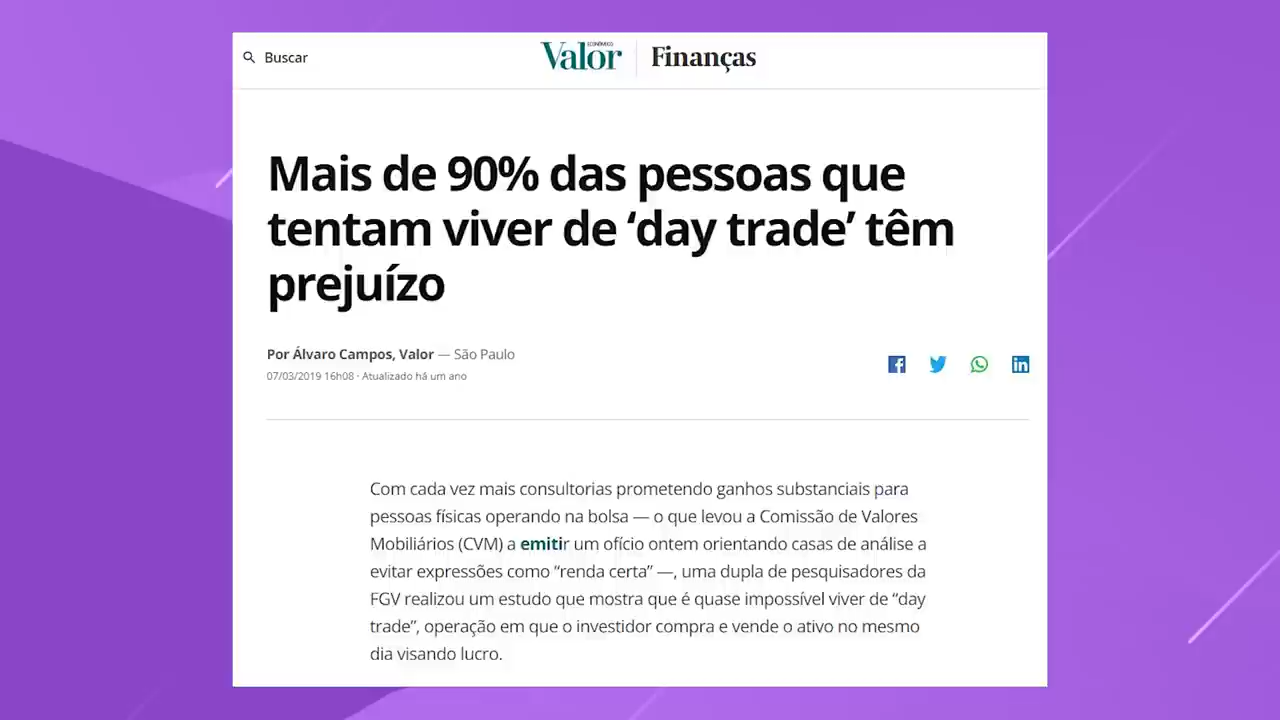 Buscar
ECONÔMICO
Valor
Finanças
Mais de 90% das pessoas que
tentam viver de ‘day trade’ têm
prejuízo
Por Álvaro Campos, Valor — São Paulo
07/03/2019 16h08 · Atualizado há um ano
Com cada vez mais consultorias prometendo ganhos substanciais para
pessoas físicas operando na bolsa — o que levou a Comissão de Valores
Mobiliários (CVM) a emitir um ofício ontem orientando casas de análise a
evitar expressões como “renda certa” —, uma dupla de pesquisadores da
FGV realizou um estudo que mostra que é quase impossível viver de “day
trade”, operação em que o investidor compra e vende o ativo no mesmo
dia visando lucro.